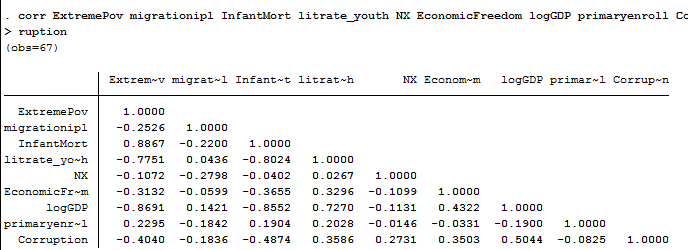 . corr ExtremePov migrationipl InfantMort litrate_youth NX EconomicFreedom logGDP primaryenroll Co
> rruption
(obs=67)
Extrem~v migrat~l Infant~t litrat~h NX Econom~m logGDP primar~l Corrup~n
ExtremePov 1.0000
migrationipl -0.2526 1.0000
InfantMort 0.8867 -0.2200 1.0000
litrate_yo~h -0.7751 0.0436 -0.8024 1.0000
NX -0.1072 -0.2798 -0.0402 0.0267 1.0000
EconomicFr~m -0.3132 -0.0599 -0.3655 0.3296 -0.1099 1.0000
logGDP -0.8691 0.1421 -0.8552 0.7270 -0.1131 0.4322 1.0000
primaryenr~l 0.2295 -0.1842 0.1904 0.2028 -0.0146 -0.0331 -0.1900 1.0000
Corruption -0.4040 -0.1836 -0.4874 0.3586 0.2731 0.3503 0.5044 -0.0825 1.0000